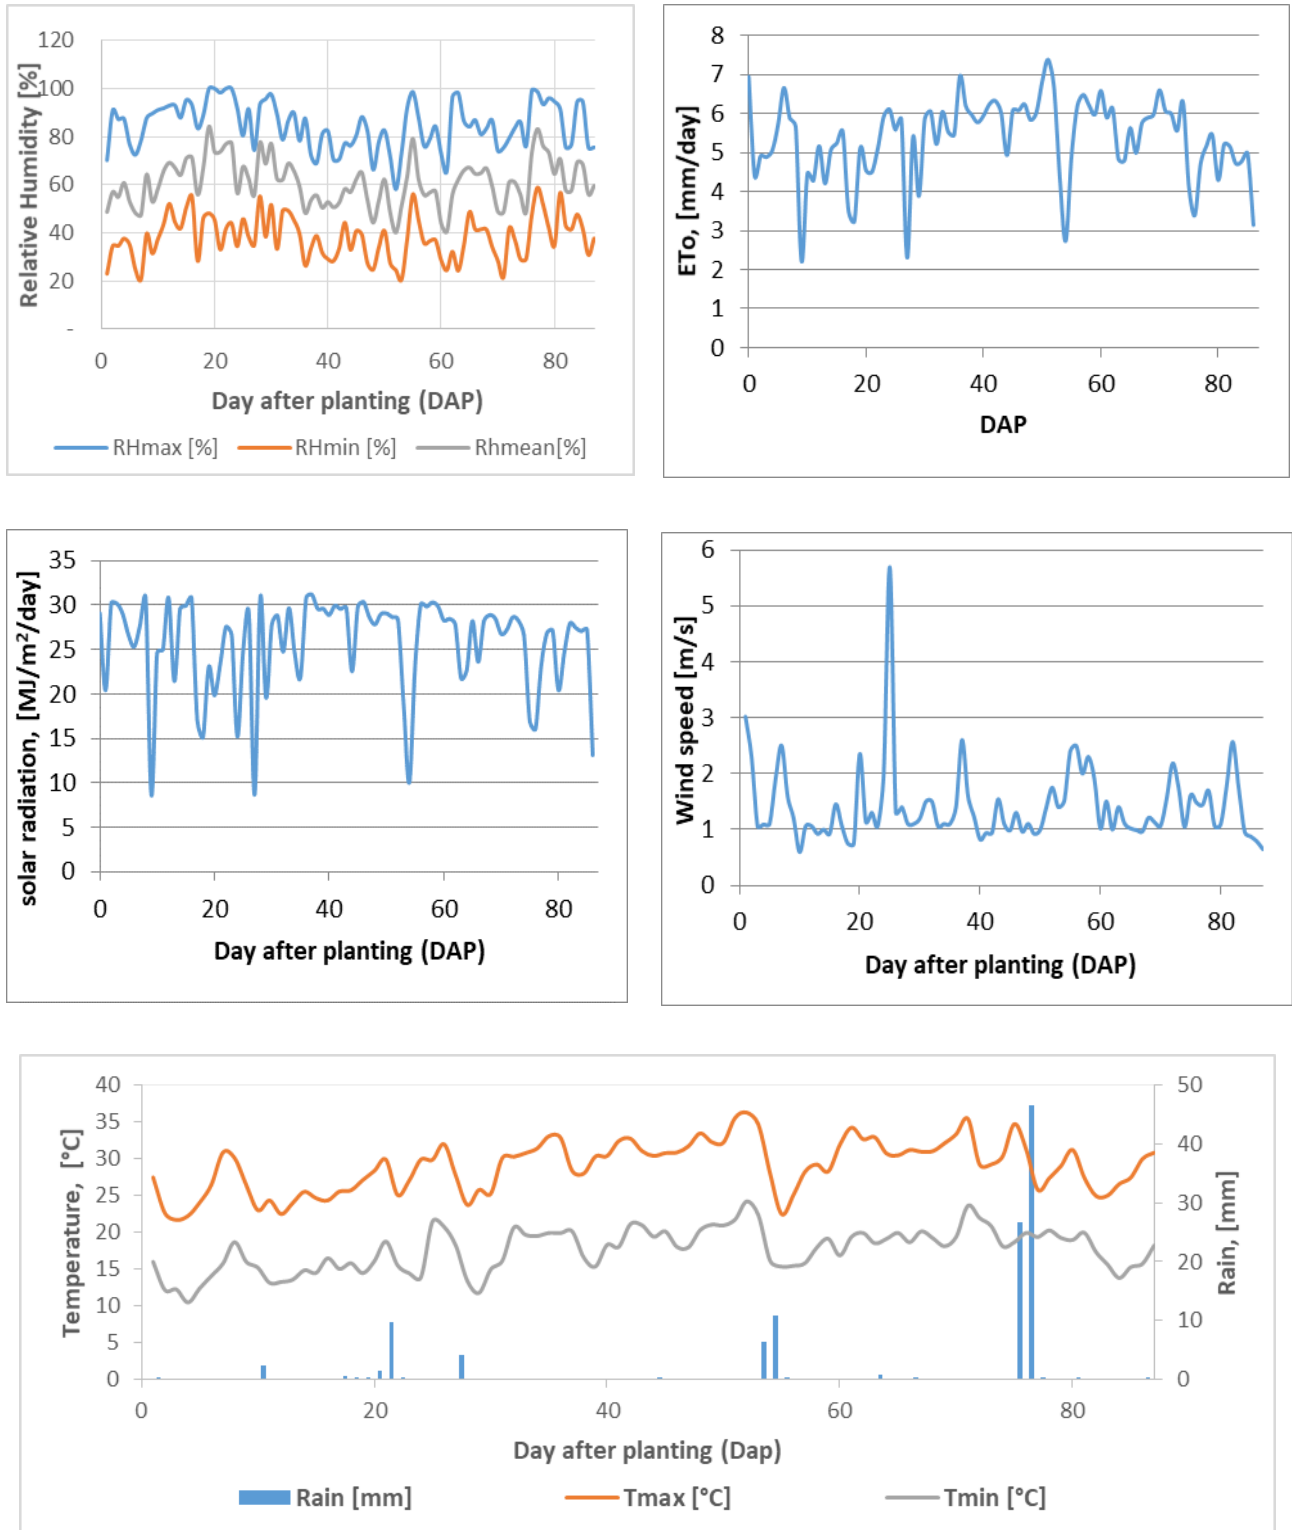 120
100
80
60
40
20
-
Relative Humidity [%]
0 20 40 60 80
Day after planting (DAP)
RHmax [%] RHmin [%] Rhmean[%]
8
7
6
5
4
3
2
1
0
ETo, [mm/day]
0 20 40 60 80
DAP
35
30
25
20
15
10
5
0
solar radiation, [MJ/m²/day]
0 20 40 60 80
Day after planting (DAP)
6
5
4
3
2
1
0
Wind speed [m/s]
0 20 40 60 80
Day after planting (DAP)
40
35
30
25
20
15
10
5
0
Temperature, [°C]
50
40
30
20
10
0
Rain, [mm]
0 20 40 60 80
Day after planting (Dap)
Rain [mm] Tmax [°C] Tmin [°C]